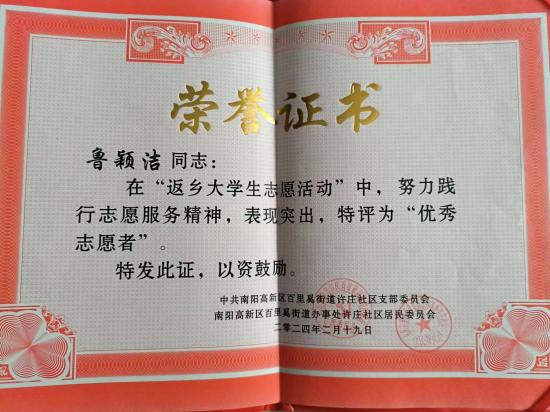 荣誉证书
鲁颖洁同志：
在“返乡大学生志愿活动”中，努力践
行志愿服务精神，表现突出，特评为“优秀
志愿者”。
特发此证，以资鼓励。
中共南阳高新区百里奚街道许庄社区支部委员会
南阳高新区百里奚街道办事处许庄社区居民委员会
二零二四年二月十九日